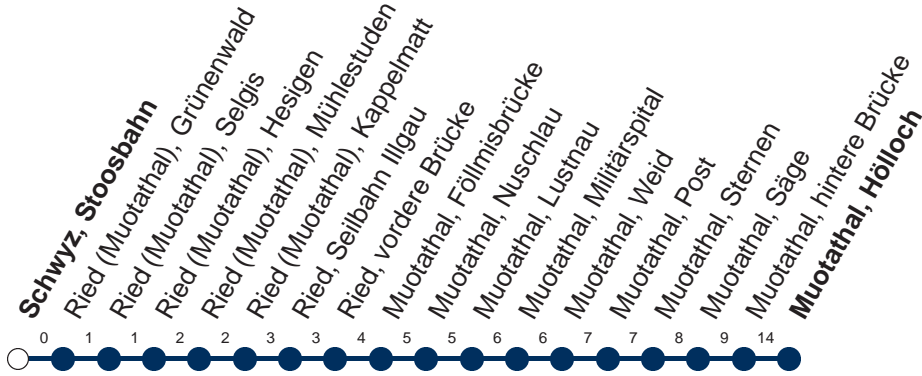 Schwyz, Stoosbahn
Ried (Muotathal), Grünenwald
Ried (Muotathal), Selgis
Ried (Muotathal), Hesigen
Ried (Muotathal), Mühlestuden
Ried (Muotathal), Kappelmatt
Ried, Seilbahn Illgau
Ried, vordere Brücke
Muotathal, Föllmisbrücke
Muotathal, Nuschlau
Muotathal, Lustnau
Muotathal, Militärspital
Muotathal, Weid
Muotathal, Post
Muotathal, Sternen
Muotathal, Säge
Muotathal, hintere Brücke
Muotathal, Hölloch
0 1 1 2 2 3 3 4 5 5 6 6 7 7 8 9 14